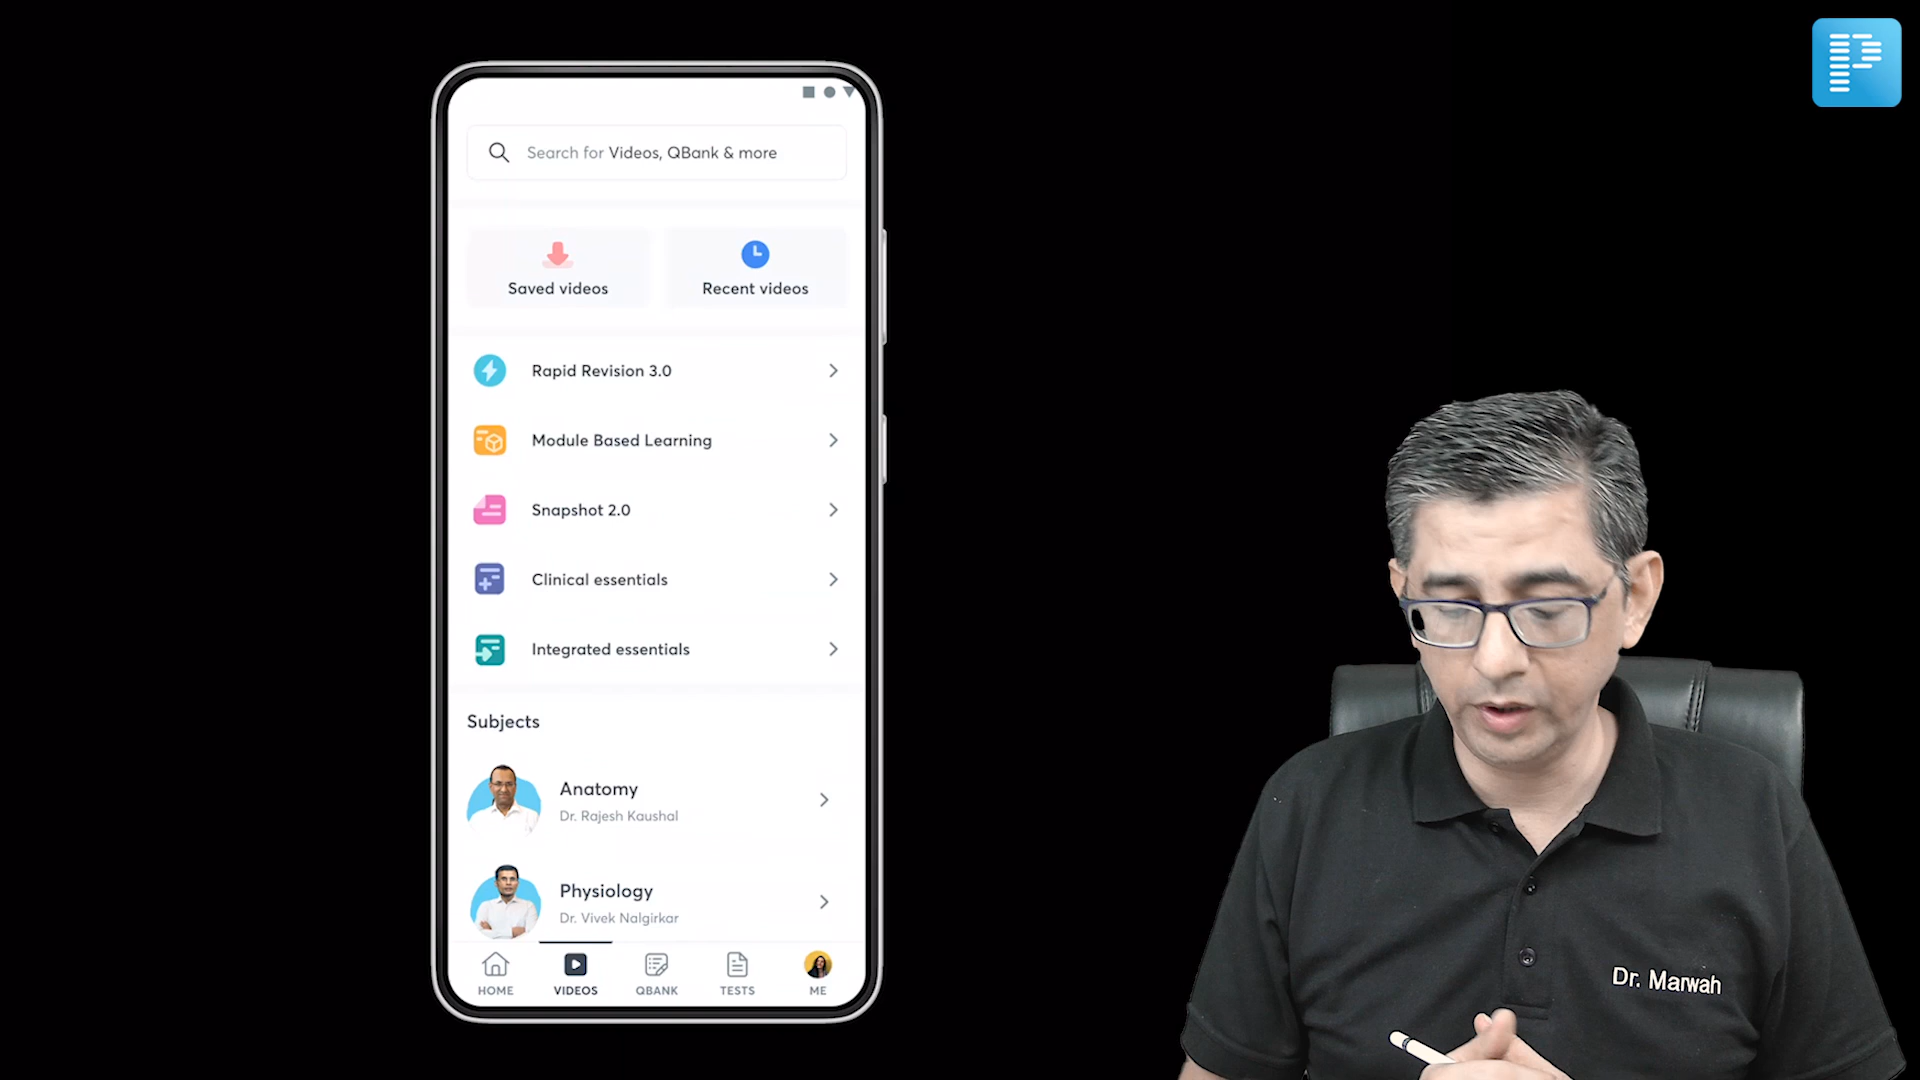 Search for Videos, QBank & more
Saved videos
Recent videos
Rapid Revision 3.0
Module Based Learning
Snapshot 2.0
Clinical essentials
Integrated essentials
Subjects
Anatomy
Dr. Rajesh Kaushal
Physiology
Dr. Vivek Nalgirkar
HOME
VIDEOS
QBANK
TESTS
ME
P
Dr. Marwah